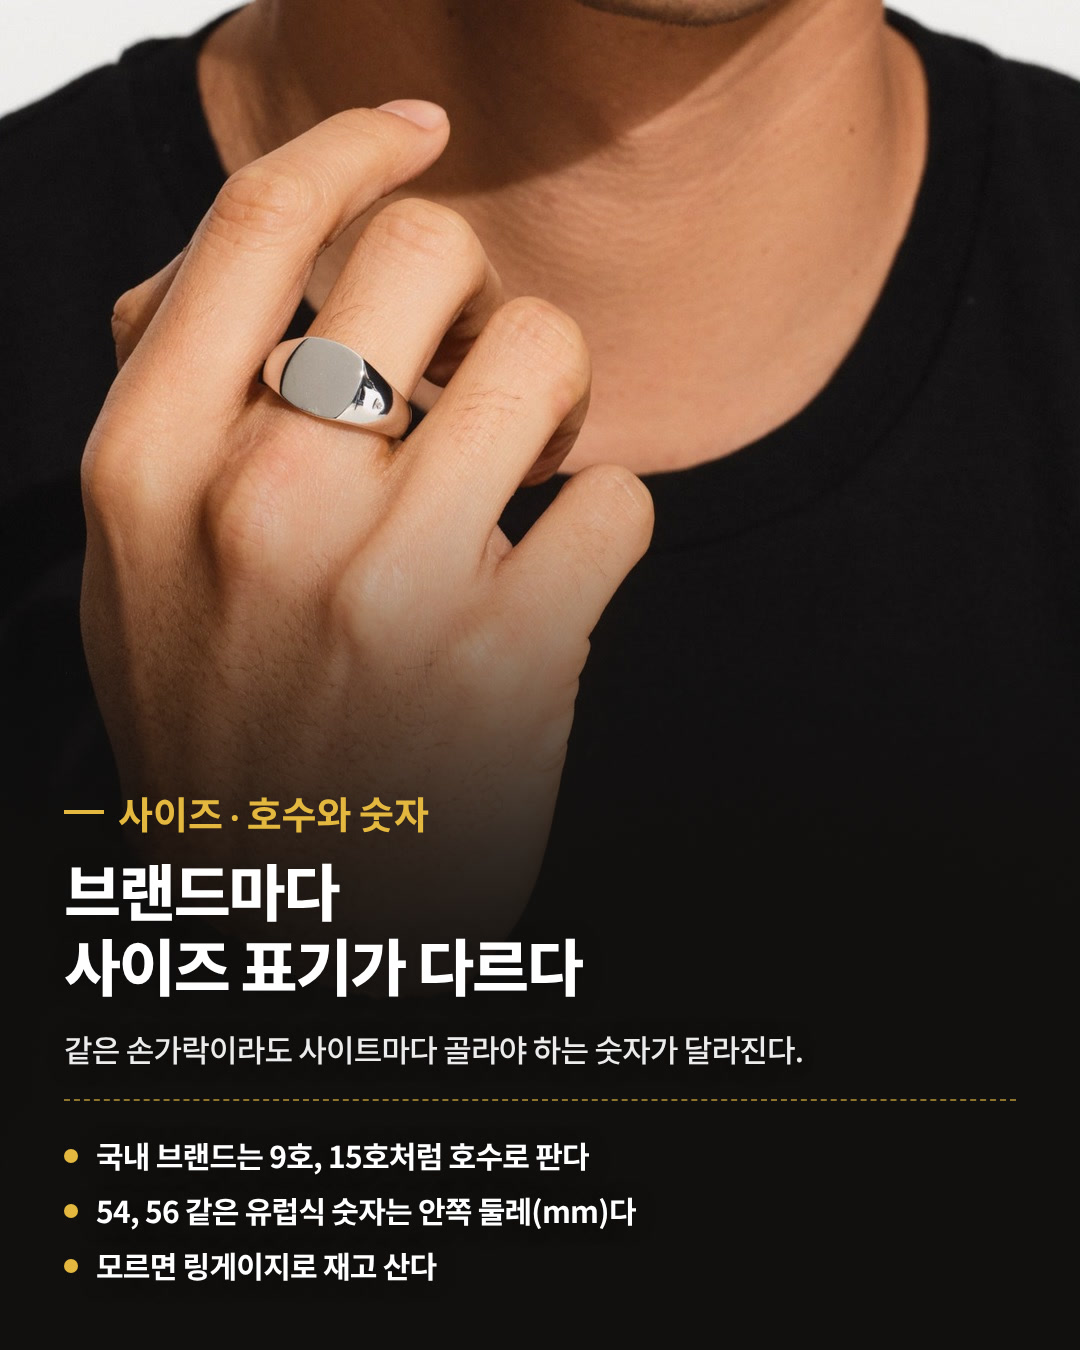 사이즈 · 호수와 숫자
브랜드마다
사이즈 표기가 다르다
같은 손가락이라도 사이트마다 골라야 하는 숫자가 달라진다.
국내 브랜드는 9호, 15호처럼 호수로 판다
54, 56 같은 유럽식 숫자는 안쪽 둘레(mm)다
모르면 링게이지로 재고 산다